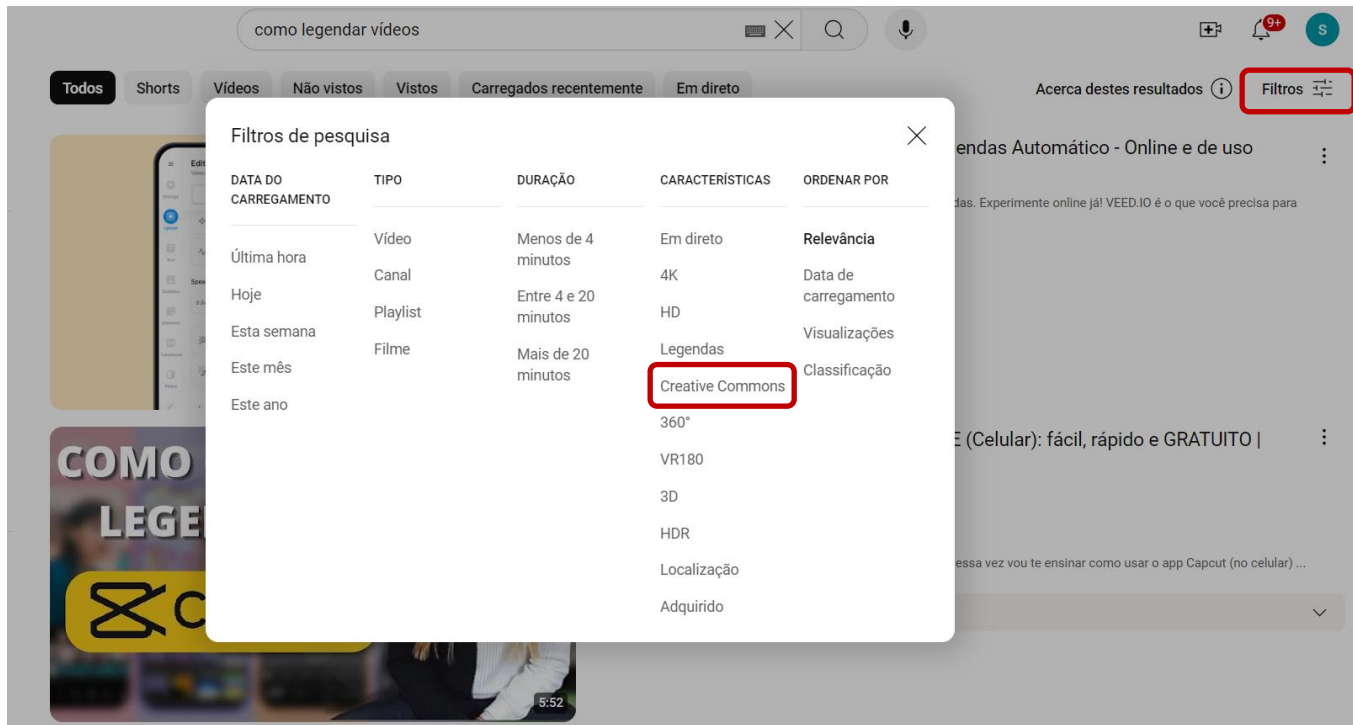 como legendar vídeos
9+
S
Todos
Shorts
Vídeos
Não vistos
Vistos
Carregados recentemente
Em direto
Acerca destes resultados
Filtros
Filtros de pesquisa
DATA DO
CARREGAMENTO
Última hora
Hoje
Esta semana
Este mês
Este ano
TIPO
Vídeo
Canal
Playlist
Filme
DURAÇÃO
Menos de 4
minutos
Entre 4 e 20
minutos
Mais de 20
minutos
CARACTERÍSTICAS
Em direto
4K
HD
Legendas
Creative Commons
360°
VR180
3D
HDR
Localização
Adquirido
ORDENAR POR
Relevância
Data de
carregamento
Visualizações
Classificação
endas Automático - Online e de uso
das. Experimente online já! VEED.IO é o que você precisa para
Edit
COMO
LEGE
C
5:52
E (Celular): fácil, rápido e GRATUITO |
essa vez vou te ensinar como usar o app Capcut (no celular) ...